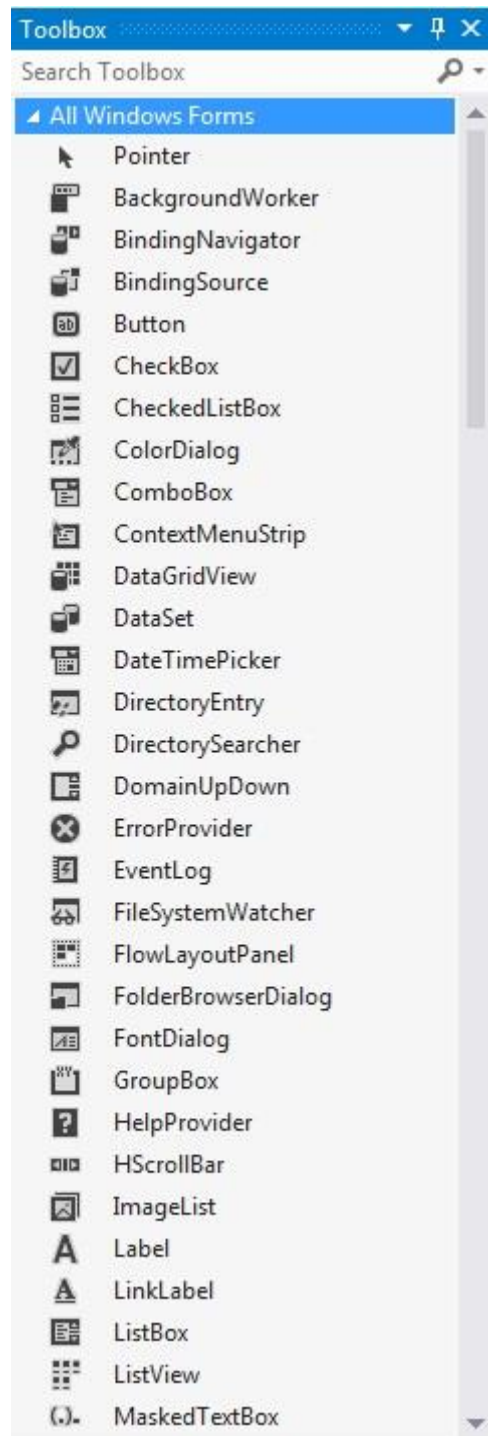 Toolbox
Search Toolbox
All Windows Forms
Pointer
BackgroundWorker
BindingNavigator
BindingSource
Button
CheckBox
CheckedListBox
ColorDialog
ComboBox
ContextMenuStrip
DataGridView
DataSet
DateTimePicker
DirectoryEntry
DirectorySearcher
DomainUpDown
ErrorProvider
EventLog
FileSystemWatcher
FlowLayoutPanel
FolderBrowserDialog
FontDialog
GroupBox
HelpProvider
HScrollBar
ImageList
Label
LinkLabel
ListBox
ListView
MaskedTextBox